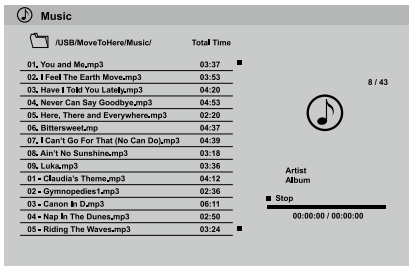 Music
/USB/MoveToHere/Music/ Total Time
01. You and Me.mp3 03:37
02. I Feel The Earth Move.mp3 03:53
8 / 43
03. Have I Told You Lately.mp3 04:20
04. Never Can Say Goodbye.mp3 04:53
05. Here, There and Everywhere.mp3 02:20
06. Bittersweet.mp 04:37
07. I Can't Go For That (No Can Do).mp3 04:39
08. Ain't No Sunshine.mp3 03:18
09. Luka.mp3 03:36
01 - Claudia's Theme.mp3 04:12
02 - Gymnopedies1.mp3 02:36
03 - Canon In D.mp3 06:11
04 - Nap In The Dunes.mp3 02:50
05 - Riding The Waves.mp3 03:24
Artist
Album
Stop
00:00:00 / 00:00:00